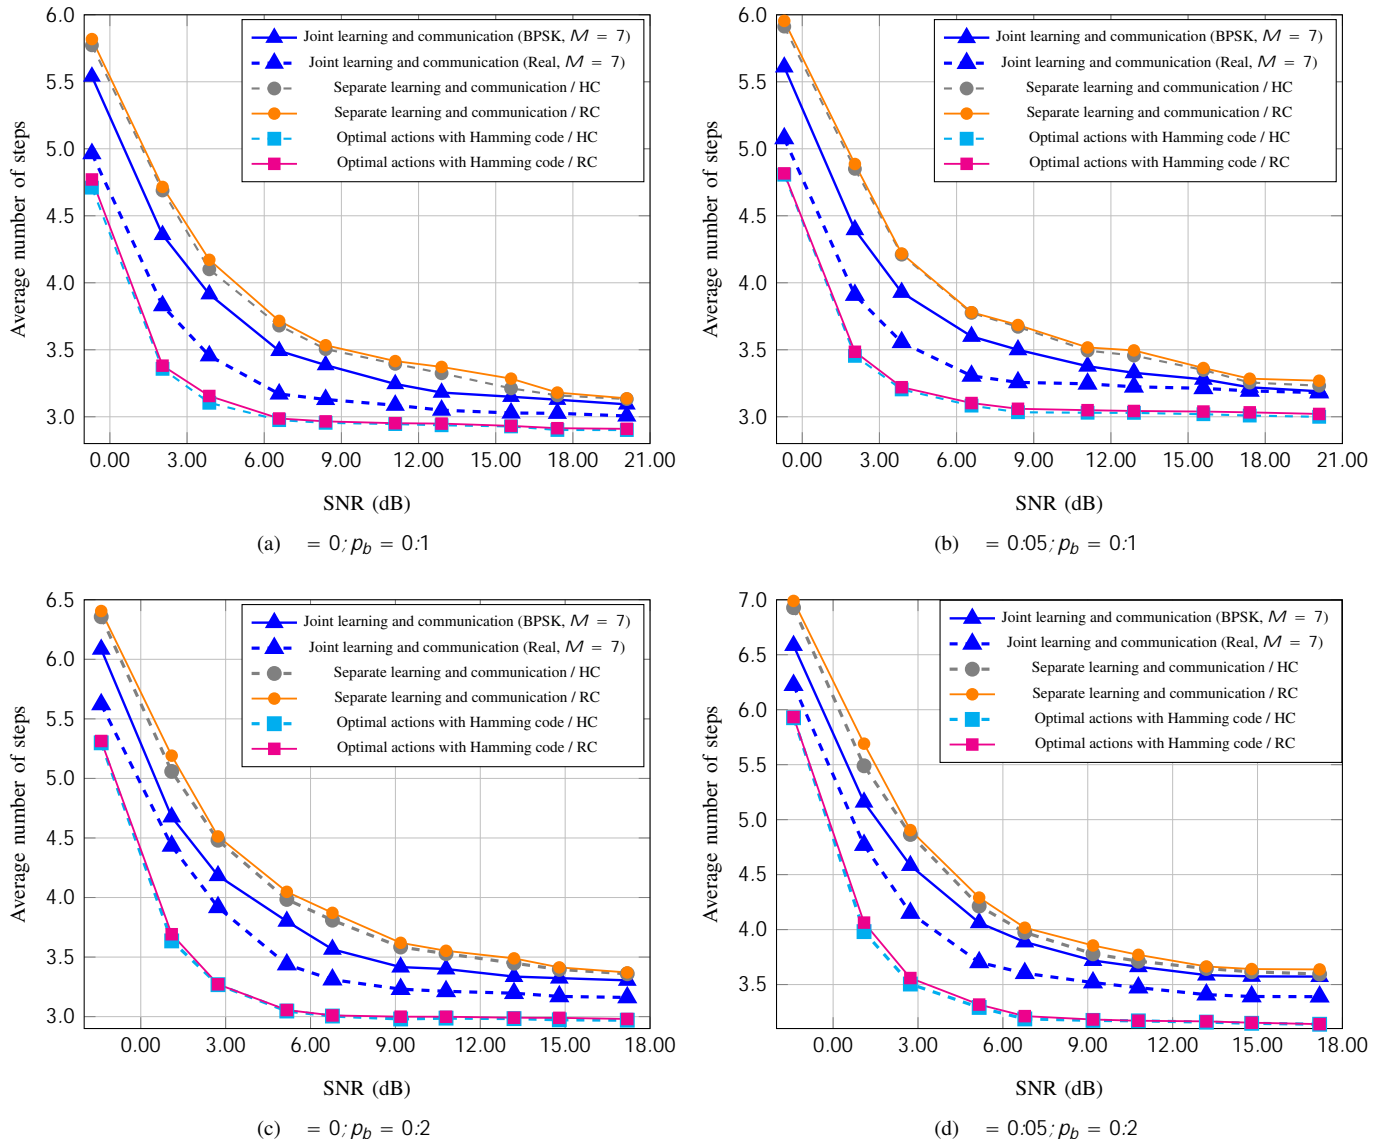 6.0
5.5
5.0
4.5
4.0
3.5
3.0
Average number of steps
0.00 3.00 6.00 9.00 12.00 15.00 18.00 21.00
SNR (dB)
Joint learning and communication (BPSK, M = 7)
Joint learning and communication (Real, M = 7)
Separate learning and communication / HC
Separate learning and communication / RC
Optimal actions with Hamming code / HC
Optimal actions with Hamming code / RC
(a) = 0; p_b = 0:1
6.0
5.5
5.0
4.5
4.0
3.5
3.0
Average number of steps
0.00 3.00 6.00 9.00 12.00 15.00 18.00 21.00
SNR (dB)
Joint learning and communication (BPSK, M = 7)
Joint learning and communication (Real, M = 7)
Separate learning and communication / HC
Separate learning and communication / RC
Optimal actions with Hamming code / HC
Optimal actions with Hamming code / RC
(b) = 0:05; p_b = 0:1
6.5
6.0
5.5
5.0
4.5
4.0
3.5
3.0
Average number of steps
0.00 3.00 6.00 9.00 12.00 15.00 18.00
SNR (dB)
Joint learning and communication (BPSK, M = 7)
Joint learning and communication (Real, M = 7)
Separate learning and communication / HC
Separate learning and communication / RC
Optimal actions with Hamming code / HC
Optimal actions with Hamming code / RC
(c) = 0; p_b = 0:2
7.0
6.5
6.0
5.5
5.0
4.5
4.0
3.5
Average number of steps
0.00 3.00 6.00 9.00 12.00 15.00 18.00
SNR (dB)
Joint learning and communication (BPSK, M = 7)
Joint learning and communication (Real, M = 7)
Separate learning and communication / HC
Separate learning and communication / RC
Optimal actions with Hamming code / HC
Optimal actions with Hamming code / RC
(d) = 0:05; p_b = 0:2